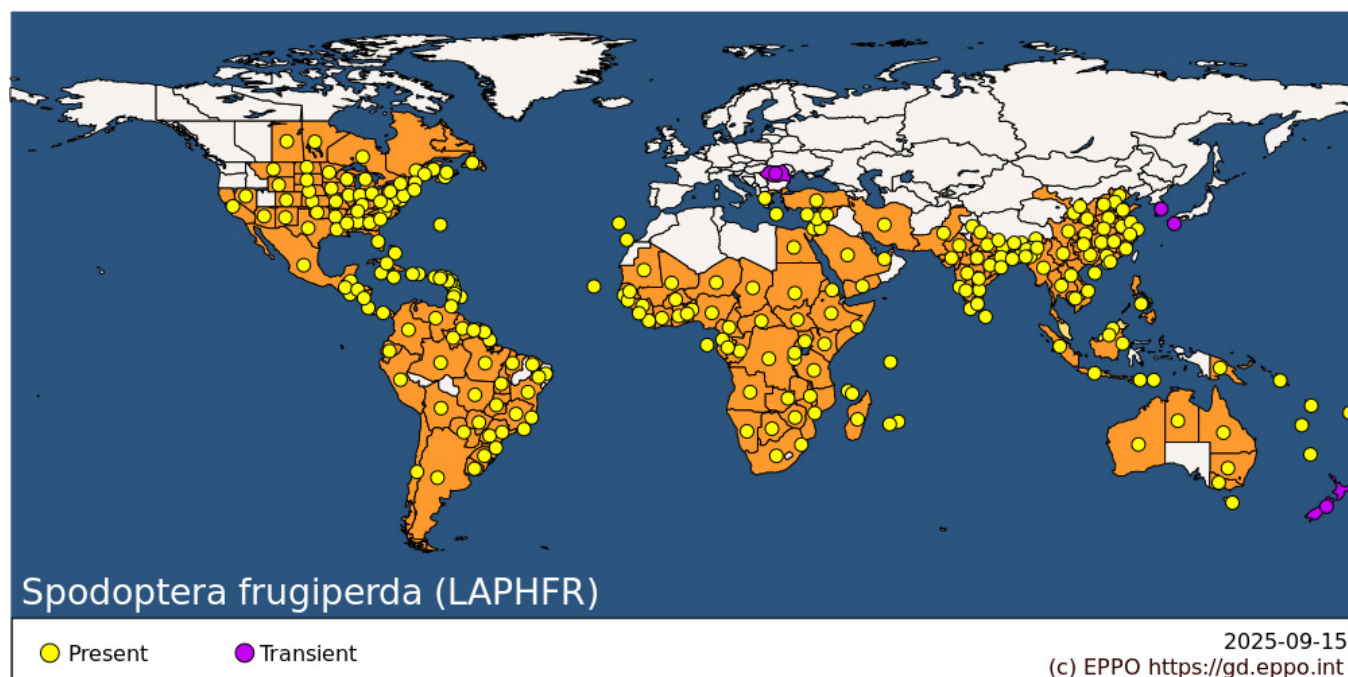 Spodoptera frugiperda (LAPHFR)
Present
Transient
2025-09-15
(c) EPPO https://gd.eppo.int